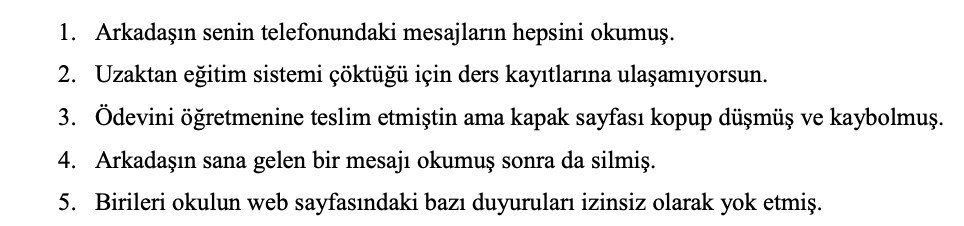 1. Arkadaşın senin telefonundaki mesajların hepsini okumuş.
2. Uzaktan eğitim sistemi çöktüğü için ders kayıtlarına ulaşamıyorsun.
3. Ödevini öğretmenine teslim etmiştin ama kapak sayfası kopup düşmüş ve kaybolmuş.
4. Arkadaşın sana gelen bir mesajı okumuş sonra da silmiş.
5. Birileri okulun web sayfasındaki bazı duyuruları izinsiz olarak yok etmiş.